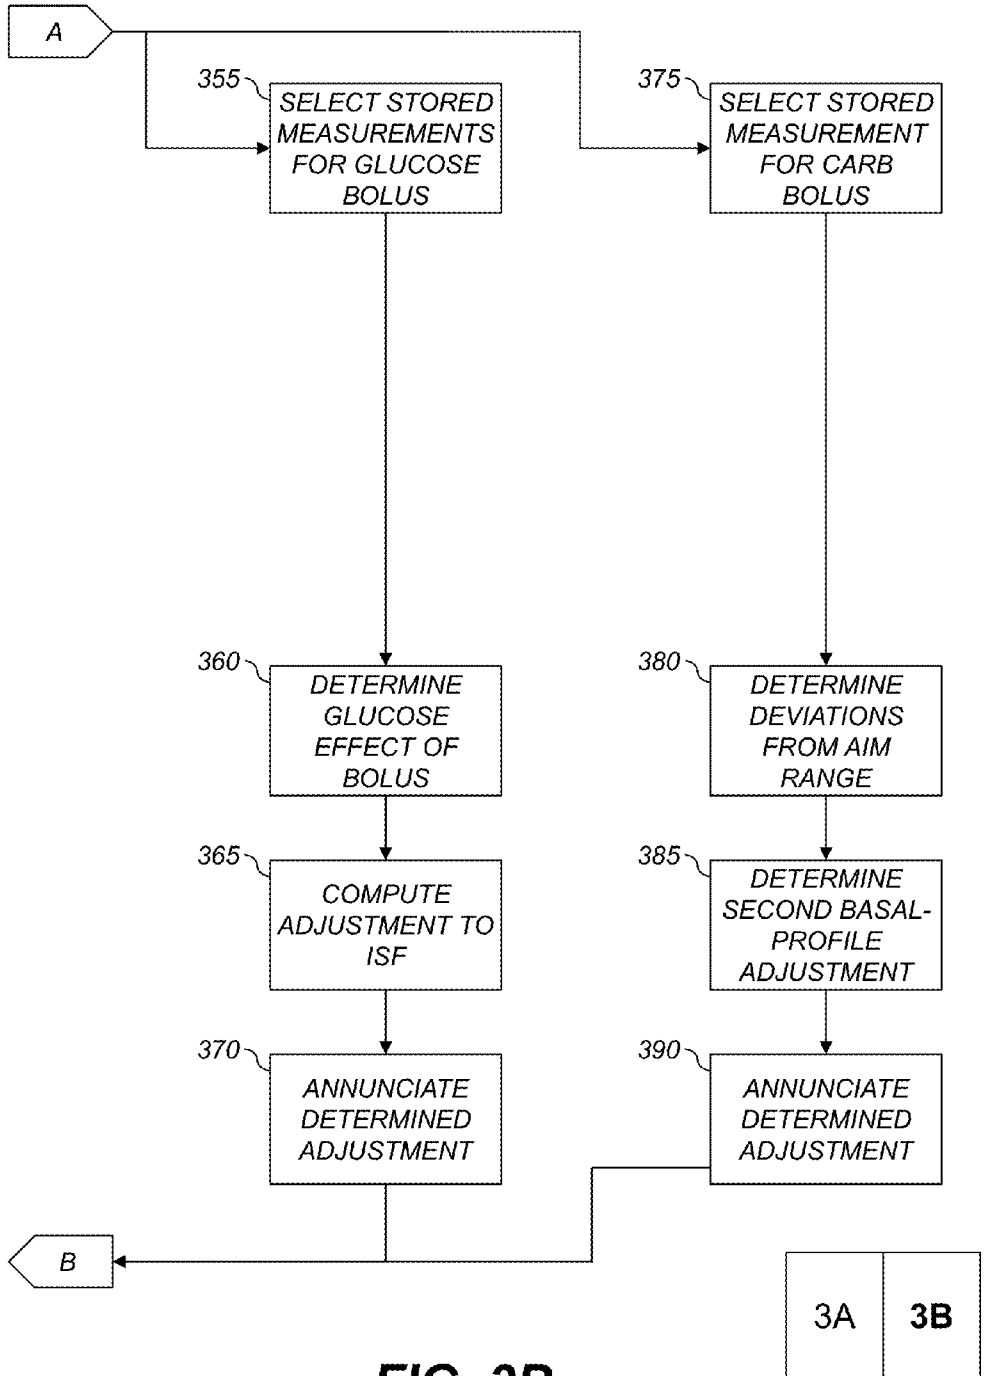 A
355
SELECT STORED
MEASUREMENTS
FOR GLUCOSE
BOLUS
375
SELECT STORED
MEASUREMENT
FOR CARB
BOLUS
360
DETERMINE
GLUCOSE
EFFECT OF
BOLUS
380
DETERMINE
DEVIATIONS
FROM AIM
RANGE
365
COMPUTE
ADJUSTMENT TO
ISF
385
DETERMINE
SECOND BASAL-
PROFILE
ADJUSTMENT
370
ANNUNCIATE
DETERMINED
ADJUSTMENT
390
ANNUNCIATE
DETERMINED
ADJUSTMENT
B
3A
3B
FIG. 3B